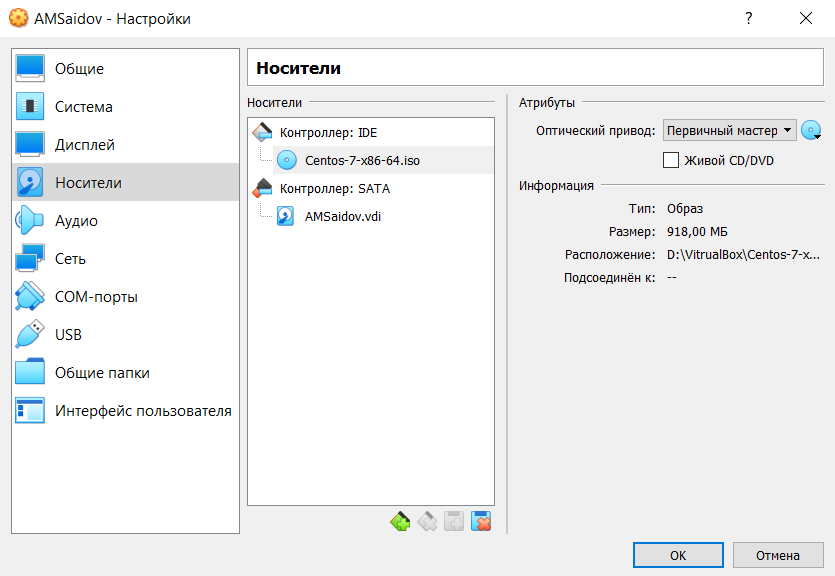 AMSaidov - Настройки
?
Общие
Система
Дисплей
Носители
Аудио
Сеть
COM-порты
USB
Общие папки
Интерфейс пользователя
Носители
Носители
Контроллер: IDE
Centos-7-x86-64.iso
Контроллер: SATA
AMSaidov.vdi
Атрибуты
Оптический привод: Первичный мастер
Живой CD/DVD
Информация
Тип: Образ
Размер: 918,00 МБ
Расположение: D:\VitrualBox\Centos-7-x...
Подсоединён к: --
OK
Отмена